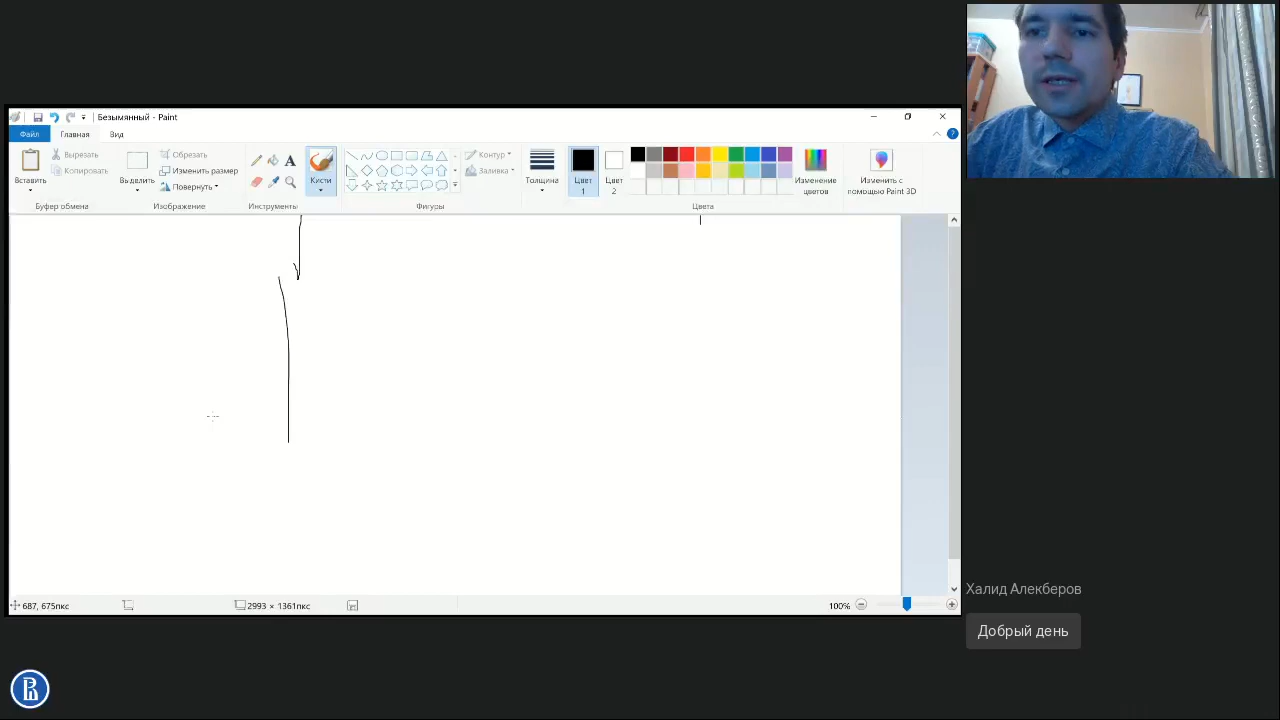 Безымянный - Paint
Файл
Главная
Вид
Вставить
Вырезать
Копировать
Буфер обмена
Выделить
Обрезать
Изменить размер
Повернуть
Изображение
A
Инструменты
Кисти
Контур
Заливка
Фигуры
Толщина
Цвет 1
Цвет 2
Изменение цветов
Цвета
Изменить с помощью Paint 3D
687, 675пкс
2993 × 1361пкс
100%
Халид Алекберов
Добрый день